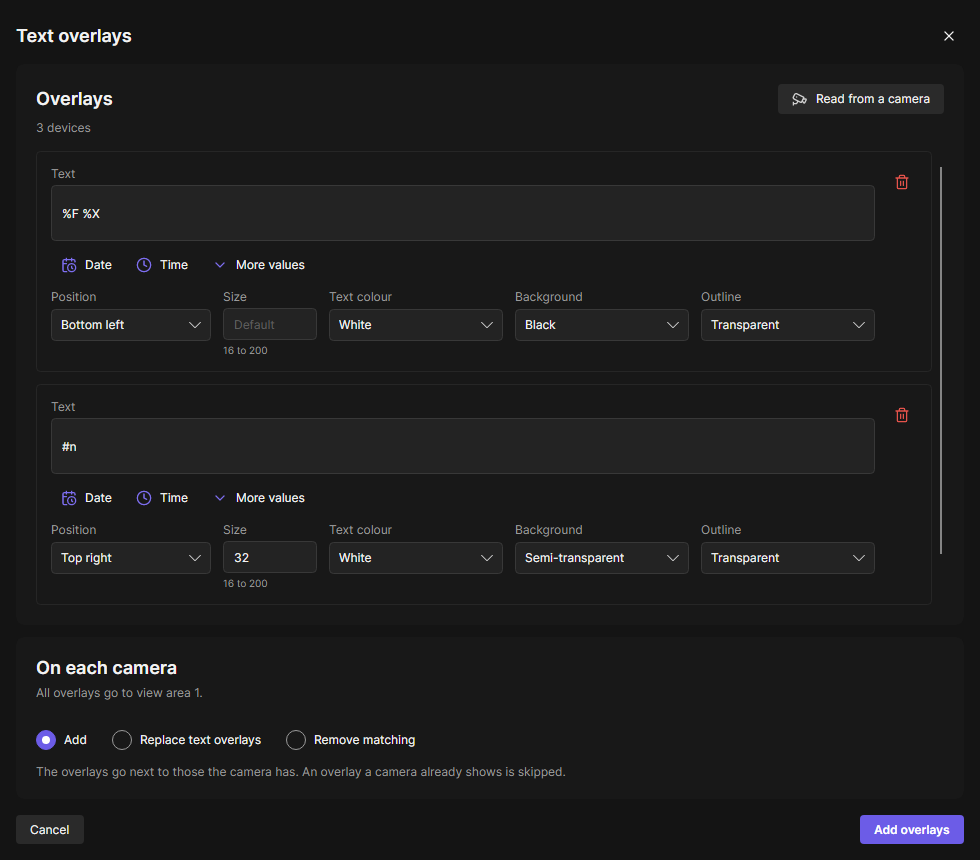 Text overlays
Overlays
Read from a camera
3 devices
Text
%F %X
Date Time More values
Position Size Text colour Background Outline
Bottom left Default White Black Transparent
16 to 200
Text
#n
Date Time More values
Position Size Text colour Background Outline
Top right 32 White Semi-transparent Transparent
16 to 200
On each camera
All overlays go to view area 1.
Add Replace text overlays Remove matching
The overlays go next to those the camera has. An overlay a camera already shows is skipped.
Cancel Add overlays